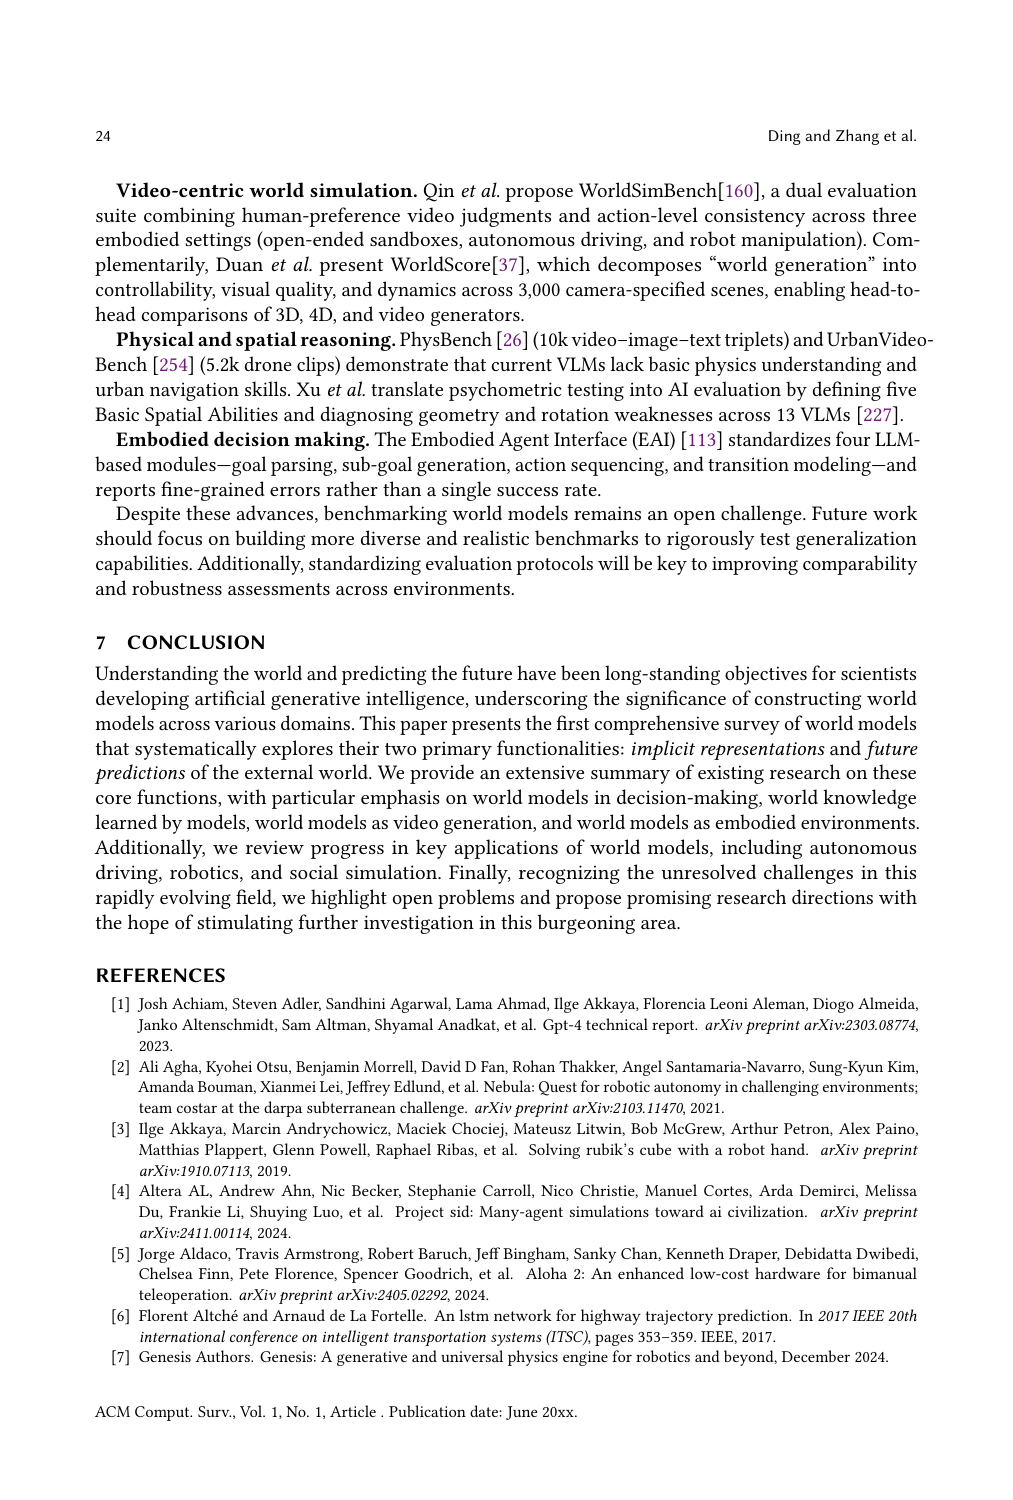 24
Ding and Zhang et al.
Video-centric world simulation. Qin et al. propose WorldSimBench[160], a dual evaluation
suite combining human-preference video judgments and action-level consistency across three
embodied settings (open-ended sandboxes, autonomous driving, and robot manipulation). Com-
plementarily, Duan et al. present WorldScore[37], which decomposes “world generation” into
controllability, visual quality, and dynamics across 3,000 camera-specified scenes, enabling head-to-
head comparisons of 3D, 4D, and video generators.
Physical and spatial reasoning. PhysBench [26] (10k video–image–text triplets) and UrbanVideo-
Bench [254] (5.2k drone clips) demonstrate that current VLMs lack basic physics understanding and
urban navigation skills. Xu et al. translate psychometric testing into AI evaluation by defining five
Basic Spatial Abilities and diagnosing geometry and rotation weaknesses across 13 VLMs [227].
Embodied decision making. The Embodied Agent Interface (EAI) [113] standardizes four LLM-
based modules—goal parsing, sub-goal generation, action sequencing, and transition modeling—and
reports fine-grained errors rather than a single success rate.
Despite these advances, benchmarking world models remains an open challenge. Future work
should focus on building more diverse and realistic benchmarks to rigorously test generalization
capabilities. Additionally, standardizing evaluation protocols will be key to improving comparability
and robustness assessments across environments.
7 CONCLUSION
Understanding the world and predicting the future have been long-standing objectives for scientists
developing artificial generative intelligence, underscoring the significance of constructing world
models across various domains. This paper presents the first comprehensive survey of world models
that systematically explores their two primary functionalities: implicit representations and future
predictions of the external world. We provide an extensive summary of existing research on these
core functions, with particular emphasis on world models in decision-making, world knowledge
learned by models, world models as video generation, and world models as embodied environments.
Additionally, we review progress in key applications of world models, including autonomous
driving, robotics, and social simulation. Finally, recognizing the unresolved challenges in this
rapidly evolving field, we highlight open problems and propose promising research directions with
the hope of stimulating further investigation in this burgeoning area.
REFERENCES
[1] Josh Achiam, Steven Adler, Sandhini Agarwal, Lama Ahmad, Ilge Akkaya, Florencia Leoni Aleman, Diogo Almeida,
Janko Altenschmidt, Sam Altman, Shyamal Anadkat, et al. Gpt-4 technical report. arXiv preprint arXiv:2303.08774,
2023.
[2] Ali Agha, Kyohei Otsu, Benjamin Morrell, David D Fan, Rohan Thakker, Angel Santamaria-Navarro, Sung-Kyun Kim,
Amanda Bouman, Xianmei Lei, Jeffrey Edlund, et al. Nebula: Quest for robotic autonomy in challenging environments;
team costar at the darpa subterranean challenge. arXiv preprint arXiv:2103.11470, 2021.
[3] Ilge Akkaya, Marcin Andrychowicz, Maciek Chociej, Mateusz Litwin, Bob McGrew, Arthur Petron, Alex Paino,
Matthias Plappert, Glenn Powell, Raphael Ribas, et al. Solving rubik’s cube with a robot hand. arXiv preprint
arXiv:1910.07113, 2019.
[4] Altera AL, Andrew Ahn, Nic Becker, Stephanie Carroll, Nico Christie, Manuel Cortes, Arda Demirci, Melissa
Du, Frankie Li, Shuying Luo, et al. Project sid: Many-agent simulations toward ai civilization. arXiv preprint
arXiv:2411.00114, 2024.
[5] Jorge Aldaco, Travis Armstrong, Robert Baruch, Jeff Bingham, Sanky Chan, Kenneth Draper, Debidatta Dwibedi,
Chelsea Finn, Pete Florence, Spencer Goodrich, et al. Aloha 2: An enhanced low-cost hardware for bimanual
teleoperation. arXiv preprint arXiv:2405.02292, 2024.
[6] Florent Altché and Arnaud de La Fortelle. An lstm network for highway trajectory prediction. In 2017 IEEE 20th
international conference on intelligent transportation systems (ITSC), pages 353–359. IEEE, 2017.
[7] Genesis Authors. Genesis: A generative and universal physics engine for robotics and beyond, December 2024.
ACM Comput. Surv., Vol. 1, No. 1, Article . Publication date: June 20xx.